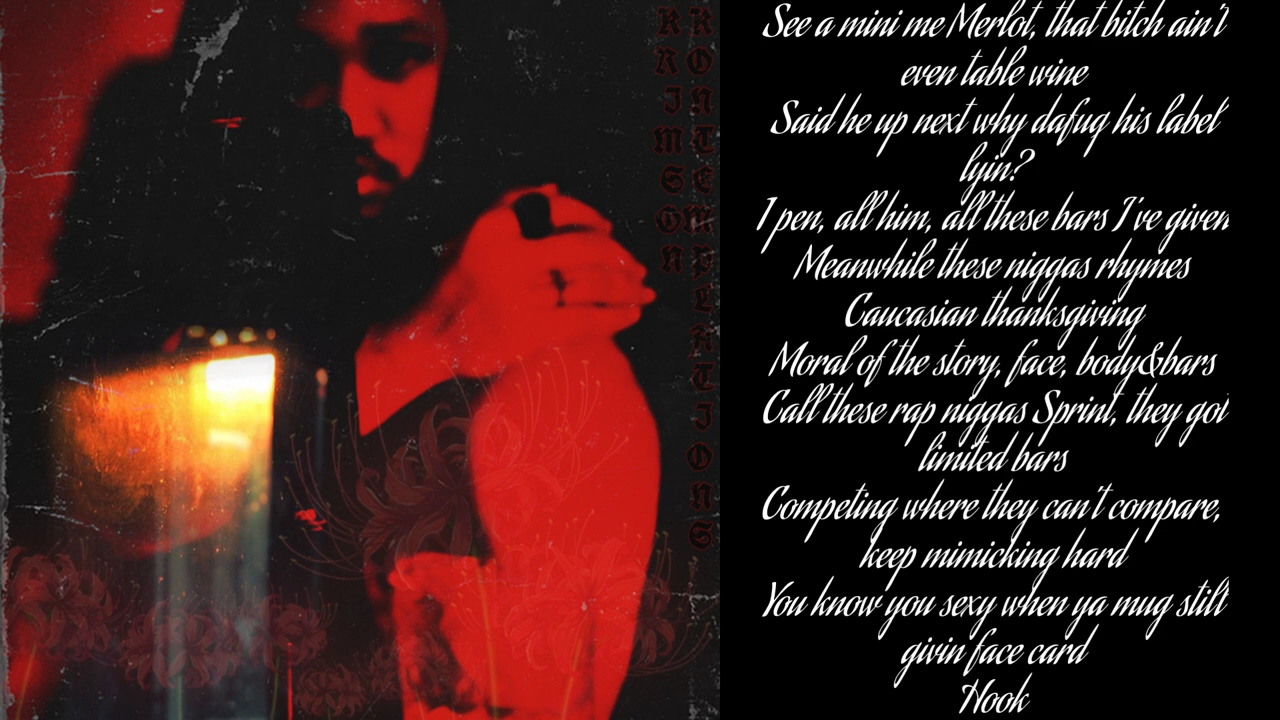 KRIMSON
KONTEMPLATIONS
See a mini me Merlot, that bitch ain't
even table wine
Said he up next why dafuq his label
lyin?
I pen, all him, all these bars I've given
Meanwhile these niggas rhymes
Caucasian thanksgiving
Moral of the story, face, body&bars
Call these rap niggas Sprint, they got
limited bars
Competing where they can't compare,
keep mimicking hard
You know you sexy when ya mug still
givin face card
Hook